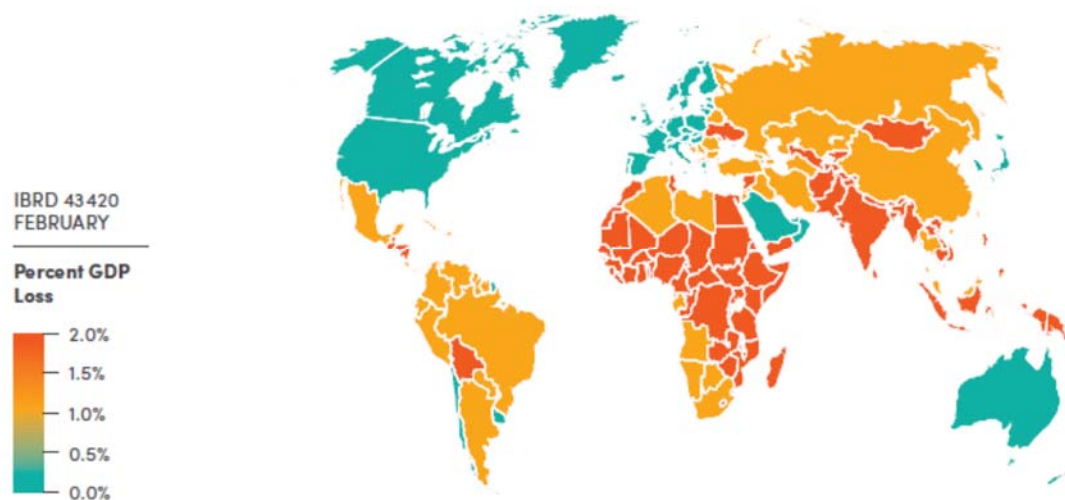 IBRD 43420
FEBRUARY
Percent GDP
Loss
2.0%
1.5%
1.0%
0.5%
0.0%